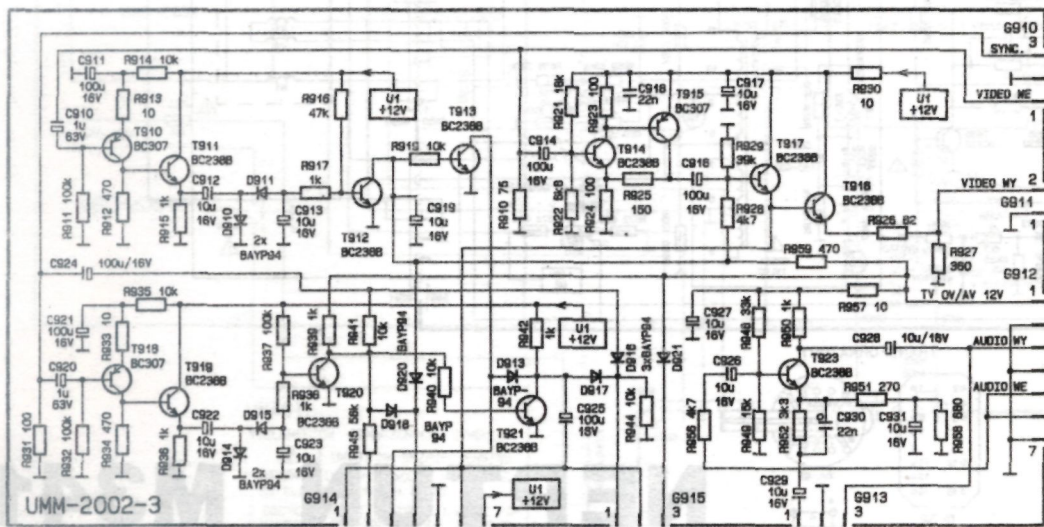 G910
3
SYNC.
VIDEO WE
1
VIDEO WY 2
G911
1
G912
TV 0V/AV 12V 1
AUDIO WY
AUDIO WE
7
G913
1 3
G915
1 3
G914
1 7
C911
100u
16V
R914 10k
C910
1u
63V
R913
10
T910
BC307
T911
BC238B
R911 100k
R912 470
R915 1k
C912
10u
16V
D911
D910
2x
BAYP94
C913
10u
16V
R916
47k
R917
1k
T912
BC238B
U1
+12V
R919 10k
T913
BC238B
C919
10u
16V
C914
100u
16V
R910 75
R921
R923 100
C918
22n
T915
BC307
T914
BC238B
R922 6k8
R924 100
R925
150
C916
100u
16V
C917
10u
16V
R929
39k
R928
4k7
T917
BC238B
T916
BC238B
R930
10
U1
+12V
R926 82
R927
360
R959 470
R957 10
C924 100u/16V
R935 10k
C921
100u
16V
C920
1u
63V
R933 10
T918
BC307
T919
BC238B
R931 100
R932 100k
R934 470
R936 1k
C922
10u
16V
D915
D914
2x
BAYP94
C923
10u
16V
R937
100k
R936
1k
R939 1k
R941
10k
T920
BC238B
R945 56k
BAYP94
D920
D918
R940 10k
BAYP
94
D913
BAYP-
94
T921
BC238B
R942
1k
U1
+12V
D917
C925
100u
16V
D916
3xBAYP94
D921
R944 10k
C927
10u
16V
R948 33k
R950 1k
C926
10u
16V
T923
BC238B
C928 10u/16V
R956 4k7
R949 15k
R952 3k3
R951 270
C930
22n
C931
10u
16V
R958 680
C929
10u
16V
U1
+12V
UMM-2002-3